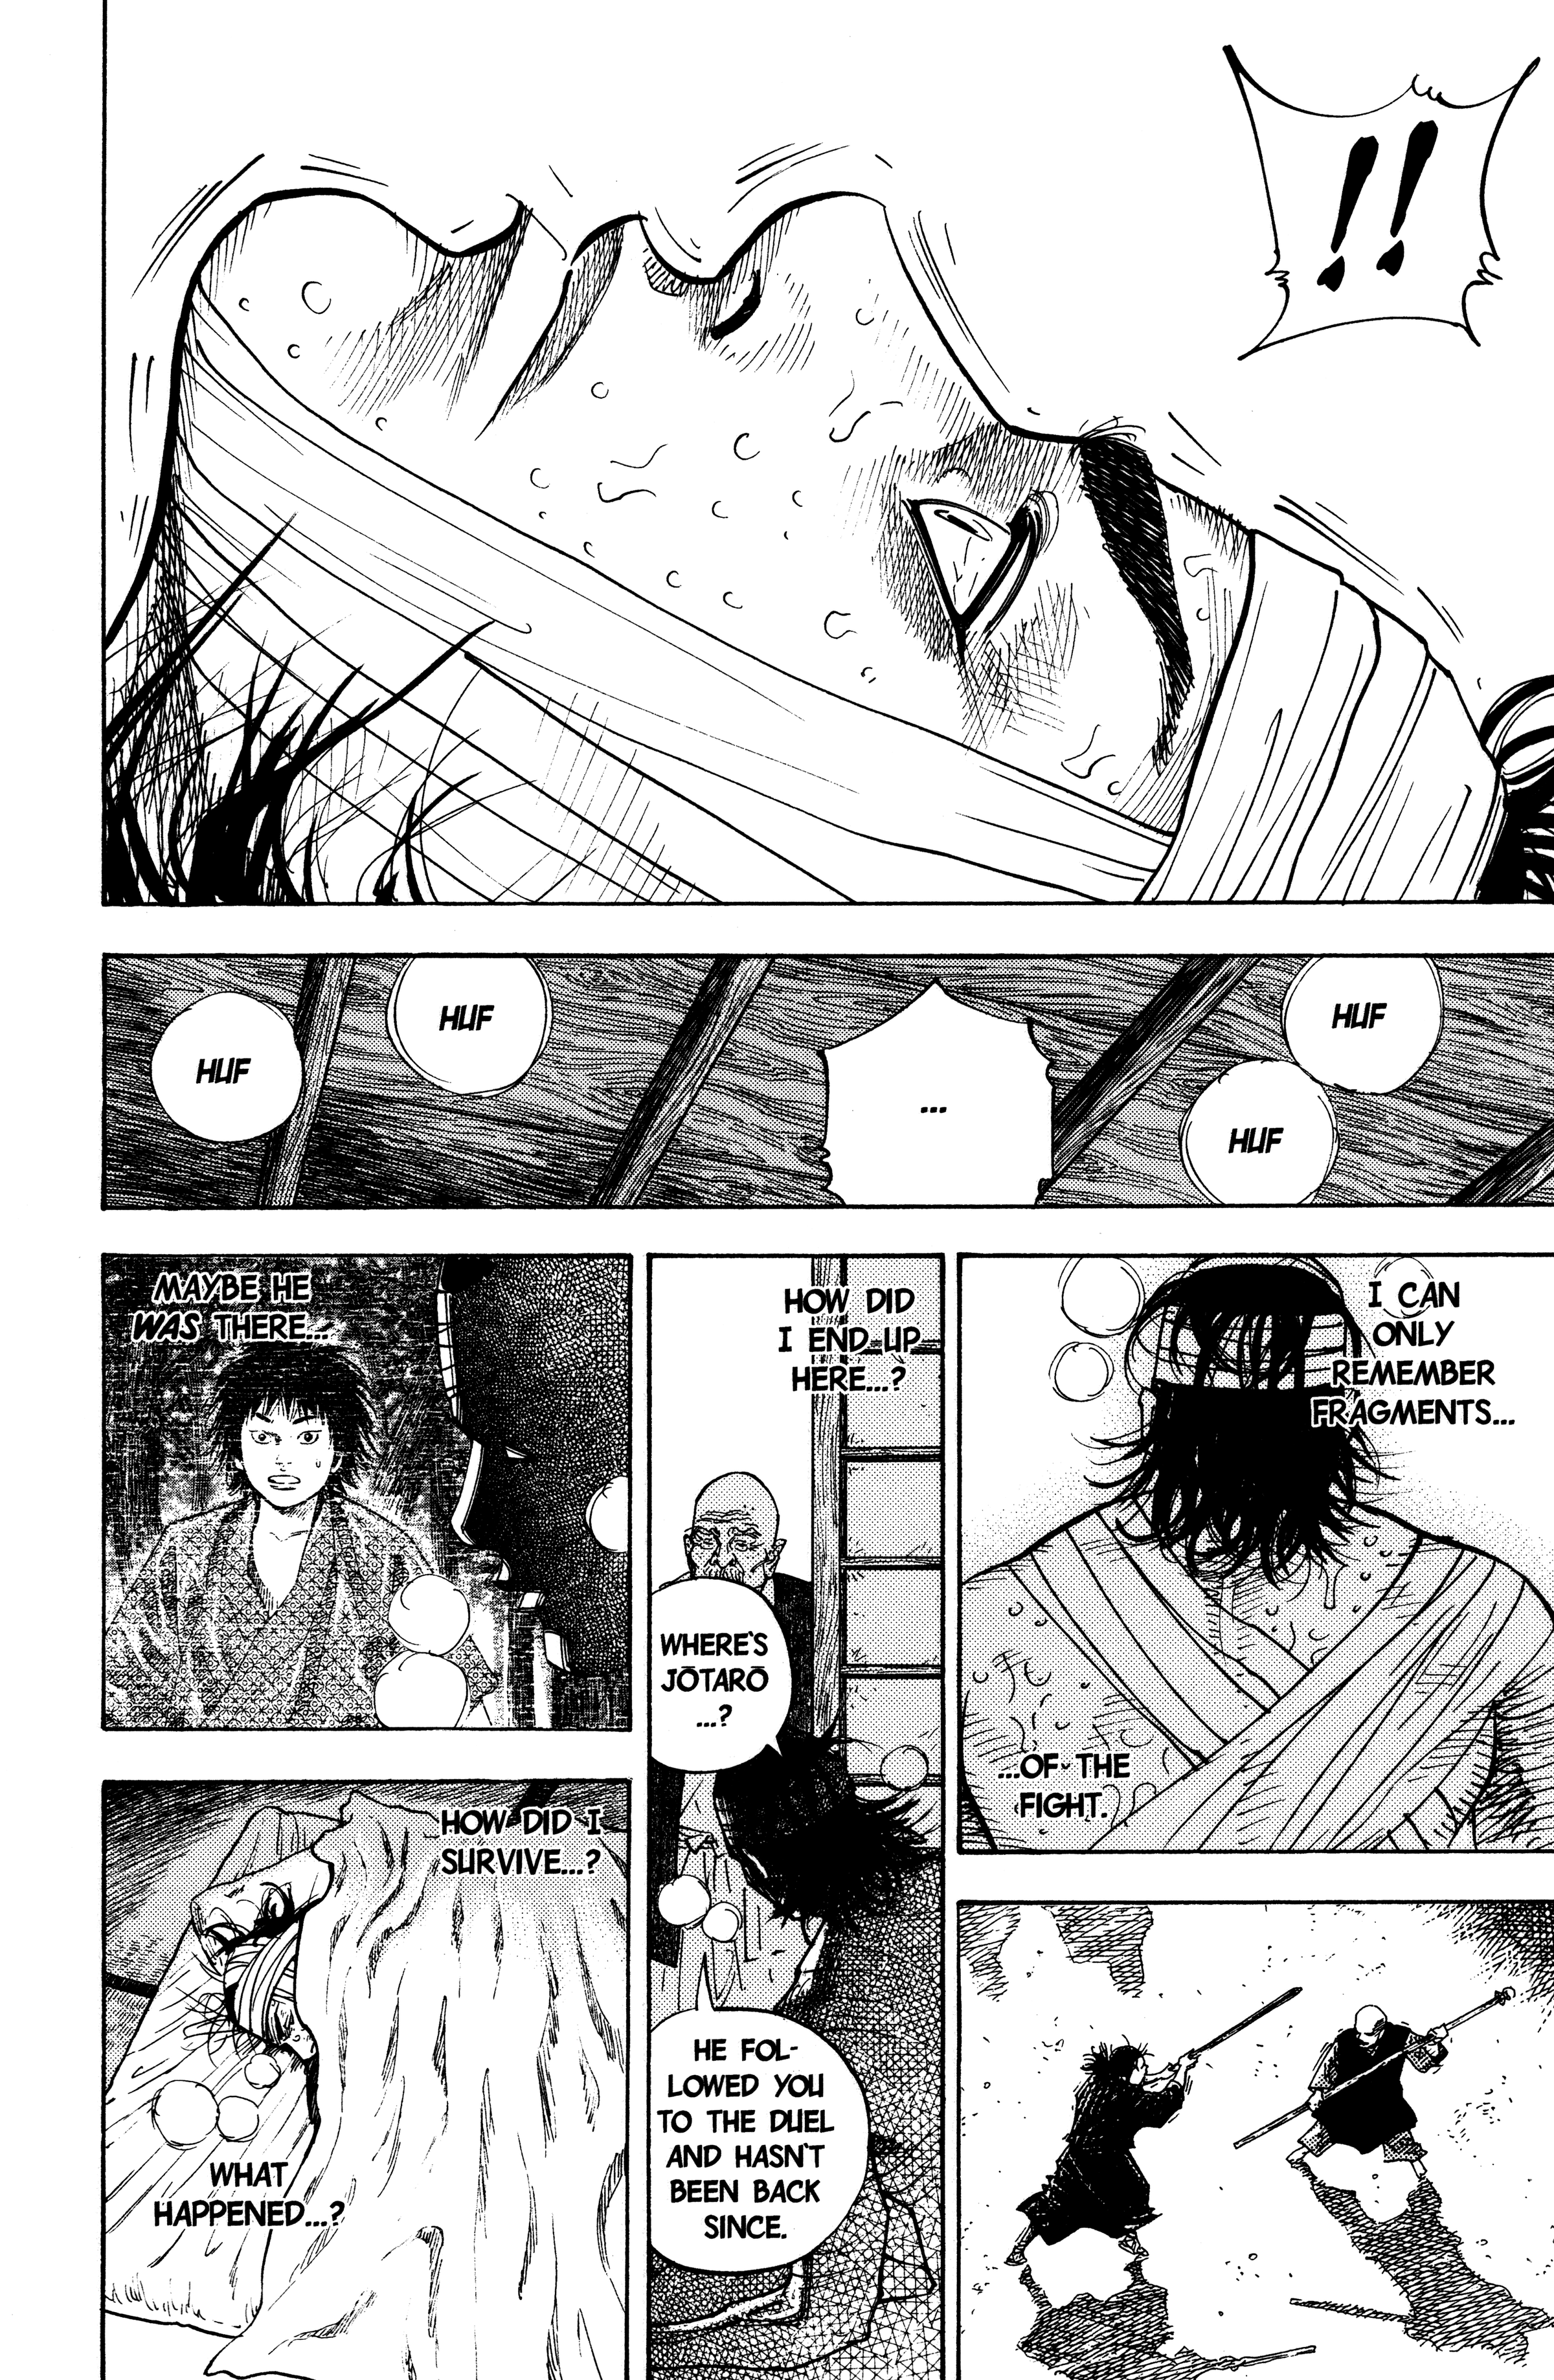 !!
HUF
HUF
...
HUF
HUF
I CAN
ONLY
REMEMBER
FRAGMENTS...
...OF THE
FIGHT.
HOW DID
I END UP
HERE...?
WHERE'S
JŌTARŌ
...?
HE FOL-
LOWED YOU
TO THE DUEL
AND HASN'T
BEEN BACK
SINCE.
MAYBE HE
WAS THERE...
HOW DID I
SURVIVE...?
WHAT
HAPPENED...?